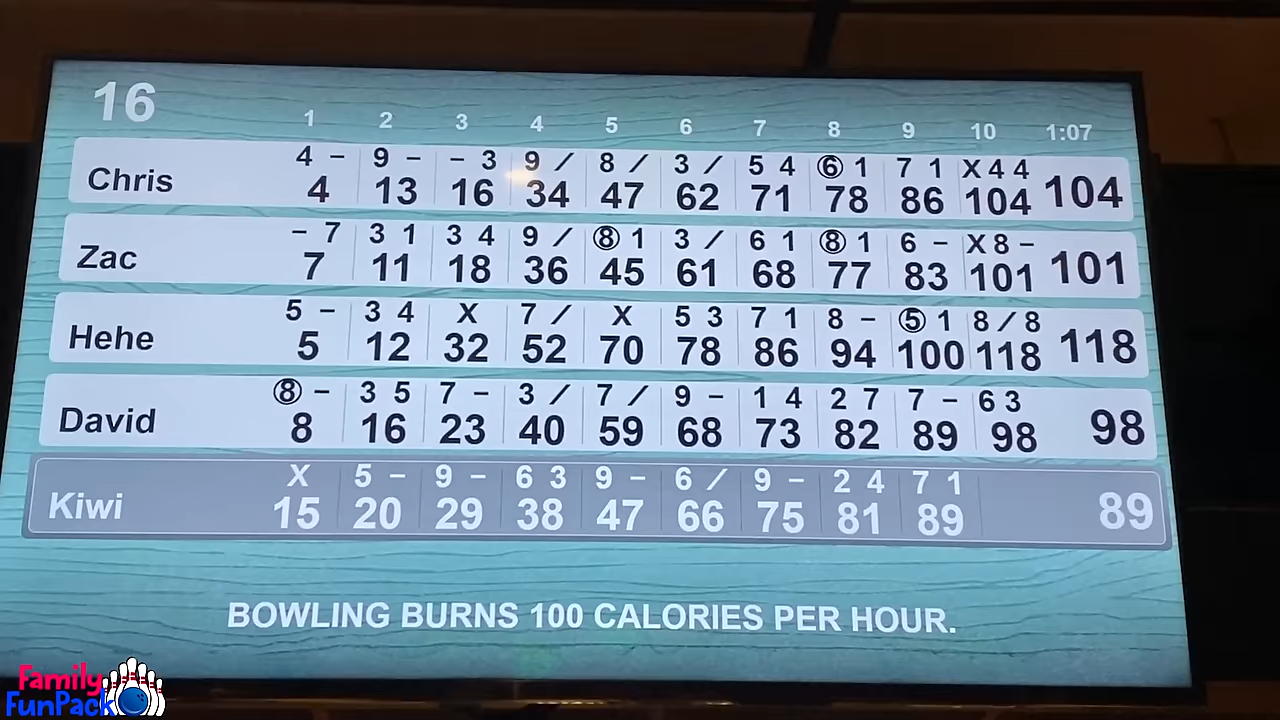 16
1 2 3 4 5 6 7 8 9 10 1:07
4 - 9 - - 3 9 / 8 / 3 / 5 4 ⑥ 1 7 1 X 4 4
Chris 4 13 16 34 47 62 71 78 86 104 104
- 7 3 1 3 4 9 / ⑧ 1 3 / 6 1 ⑧ 1 6 - X 8 -
Zac 7 11 18 36 45 61 68 77 83 101 101
5 - 3 4 X 7 / X 5 3 7 1 8 - ⑤ 1 8 / 8
Hehe 5 12 32 52 70 78 86 94 100 118 118
⑧ - 3 5 7 - 3 / 7 / 9 - 1 4 2 7 7 - 6 3
David 8 16 23 40 59 68 73 82 89 98 98
X 5 - 9 - 6 3 9 - 6 / 9 - 2 4 7 1
Kiwi 15 20 29 38 47 66 75 81 89 89
BOWLING BURNS 100 CALORIES PER HOUR.
Family
FunPack